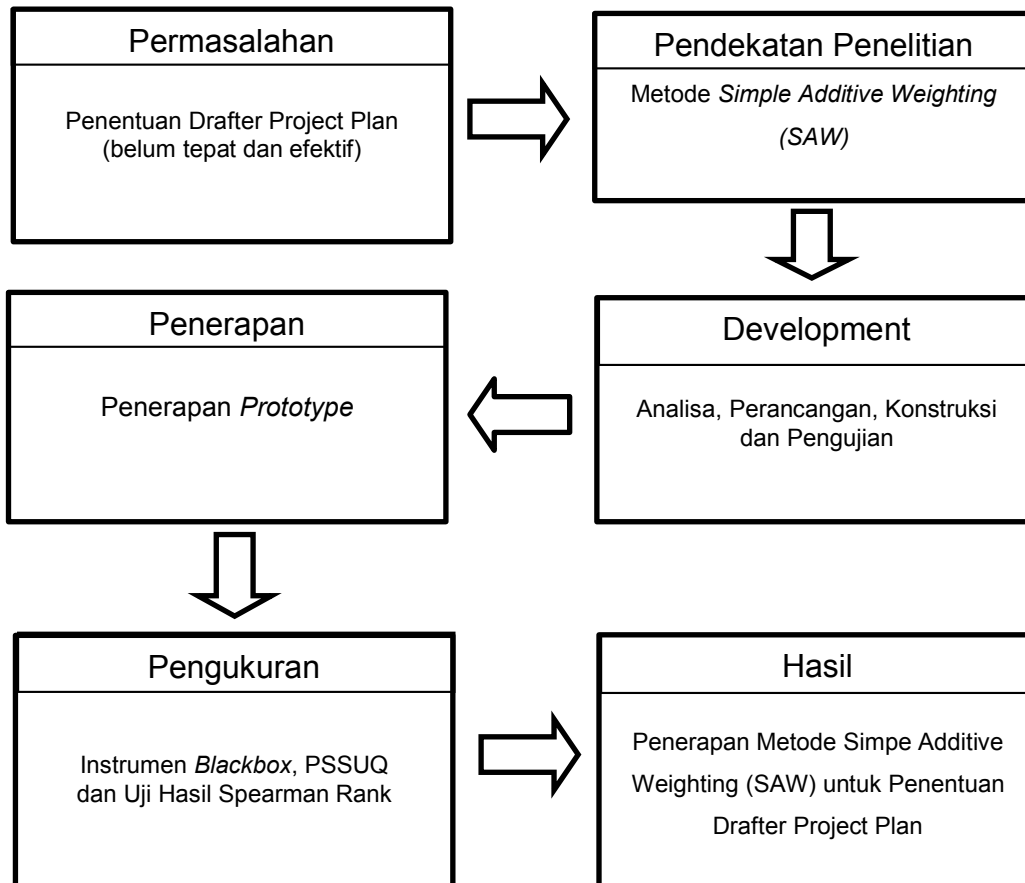 Permasalahan
Penentuan Drafter Project Plan
(belum tepat dan efektif)
Pendekatan Penelitian
Metode Simple Additive Weighting
(SAW)
Development
Analisa, Perancangan, Konstruksi
dan Pengujian
Penerapan
Penerapan Prototype
Pengukuran
Instrumen Blackbox, PSSUQ
dan Uji Hasil Spearman Rank
Hasil
Penerapan Metode Simpe Additive
Weighting (SAW) untuk Penentuan
Drafter Project Plan